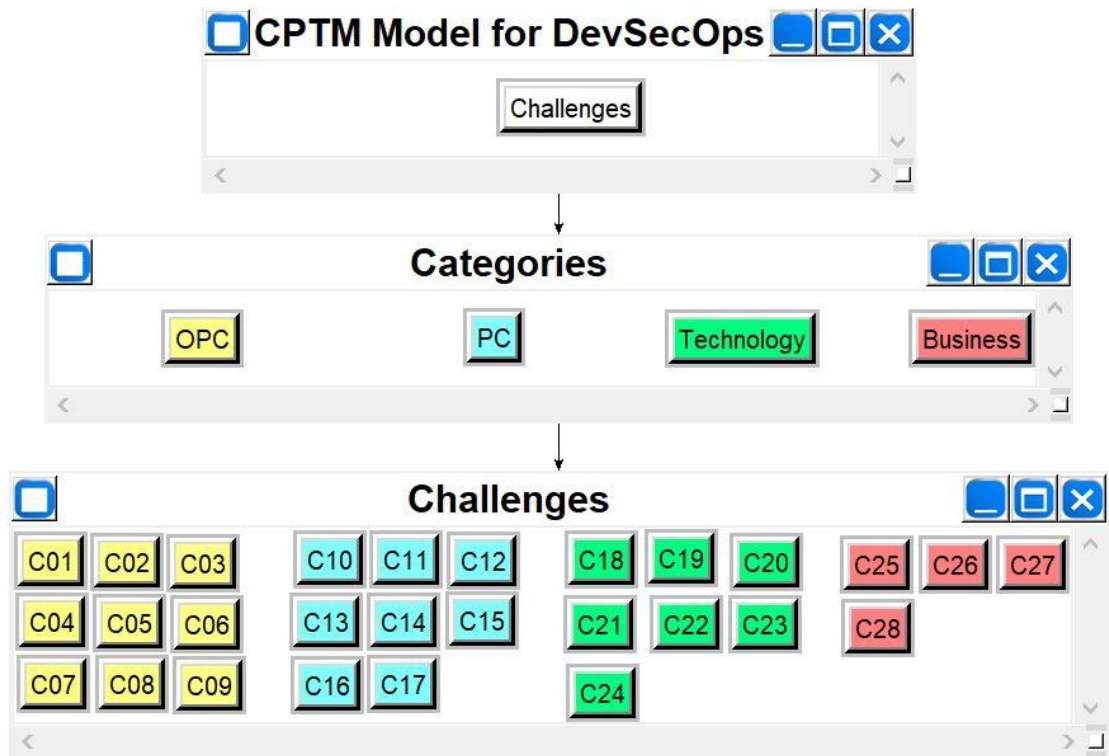 CPTM Model for DevSecOps
Challenges
Categories
OPC PC Technology Business
Challenges
C01 C02 C03 C10 C11 C12 C18 C19 C20 C25 C26 C27
C04 C05 C06 C13 C14 C15 C21 C22 C23 C28
C07 C08 C09 C16 C17 C24